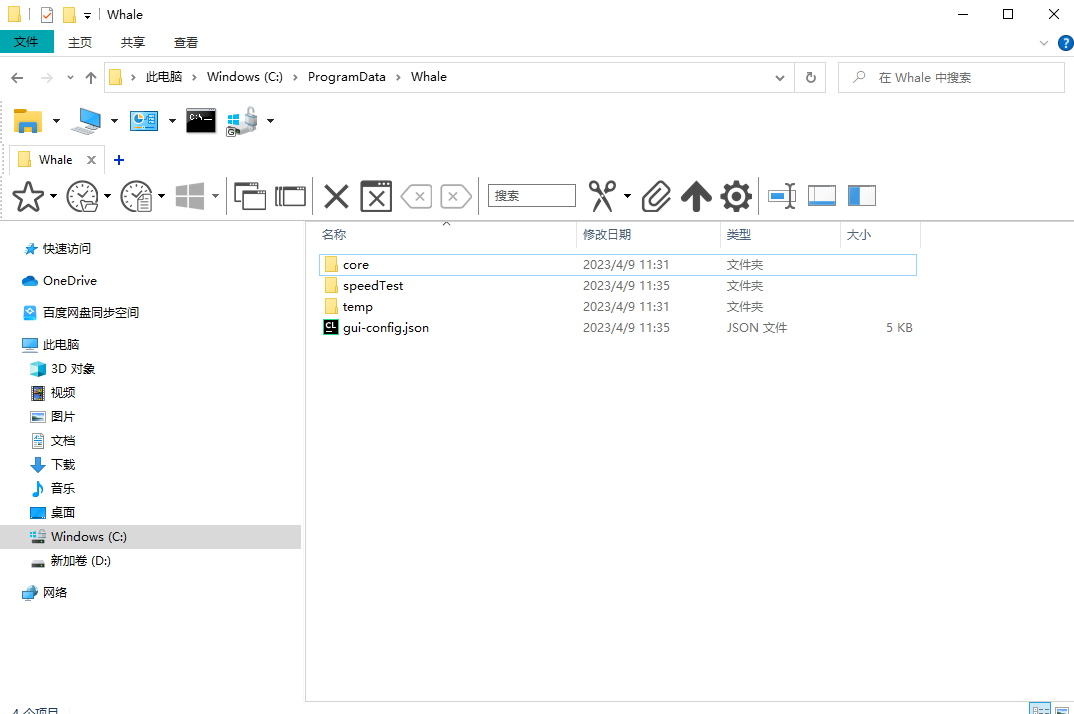 Whale
文件 主页 共享 查看
此电脑 Windows (C:) ProgramData Whale 在 Whale 中搜索
C:\
G
Whale
搜索
名称 修改日期 类型 大小
core 2023/4/9 11:31 文件夹
speedTest 2023/4/9 11:35 文件夹
temp 2023/4/9 11:31 文件夹
CL gui-config.json 2023/4/9 11:35 JSON 文件 5 KB
快速访问
OneDrive
百度网盘同步空间
此电脑
3D 对象
视频
图片
文档
下载
音乐
桌面
Windows (C:)
新加卷 (D:)
网络
4 个项目